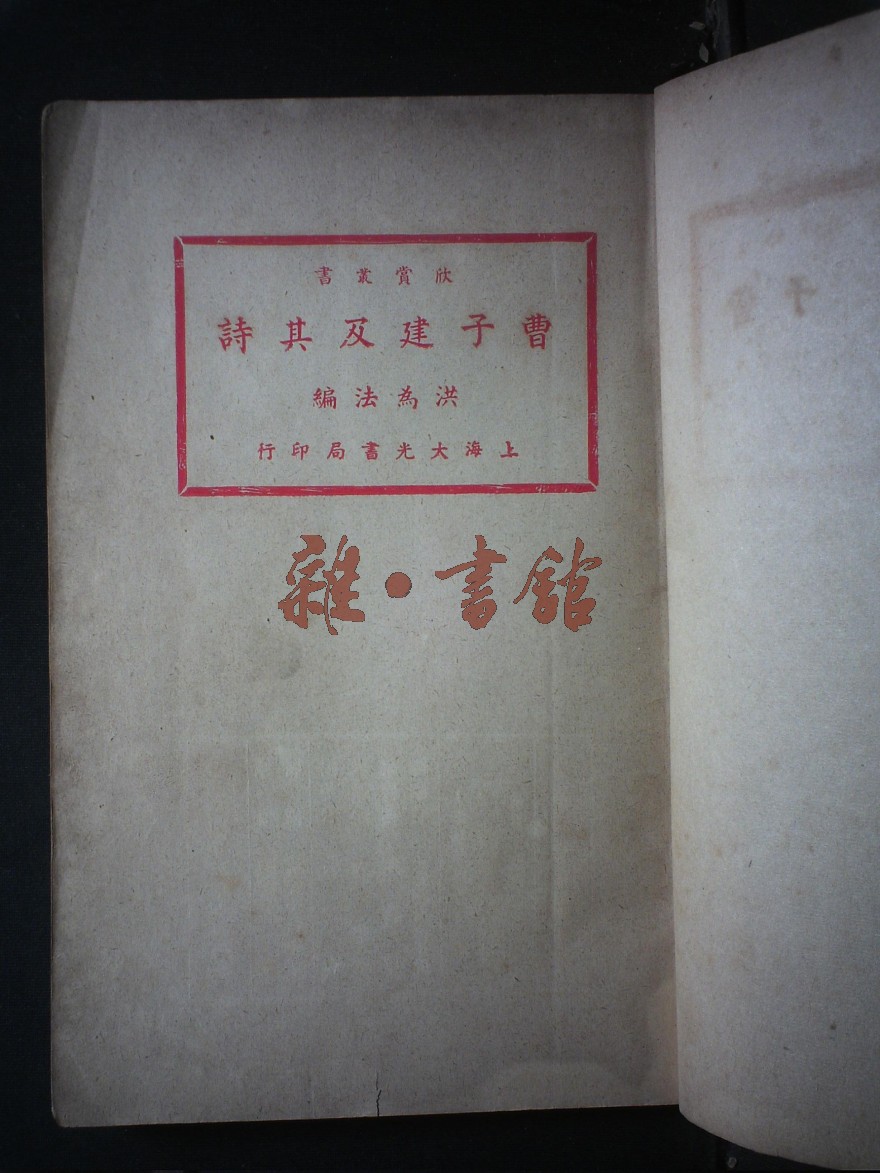 欣賞叢書
曹子建及其詩
洪為法編
上海大光書局印行
雜·書館